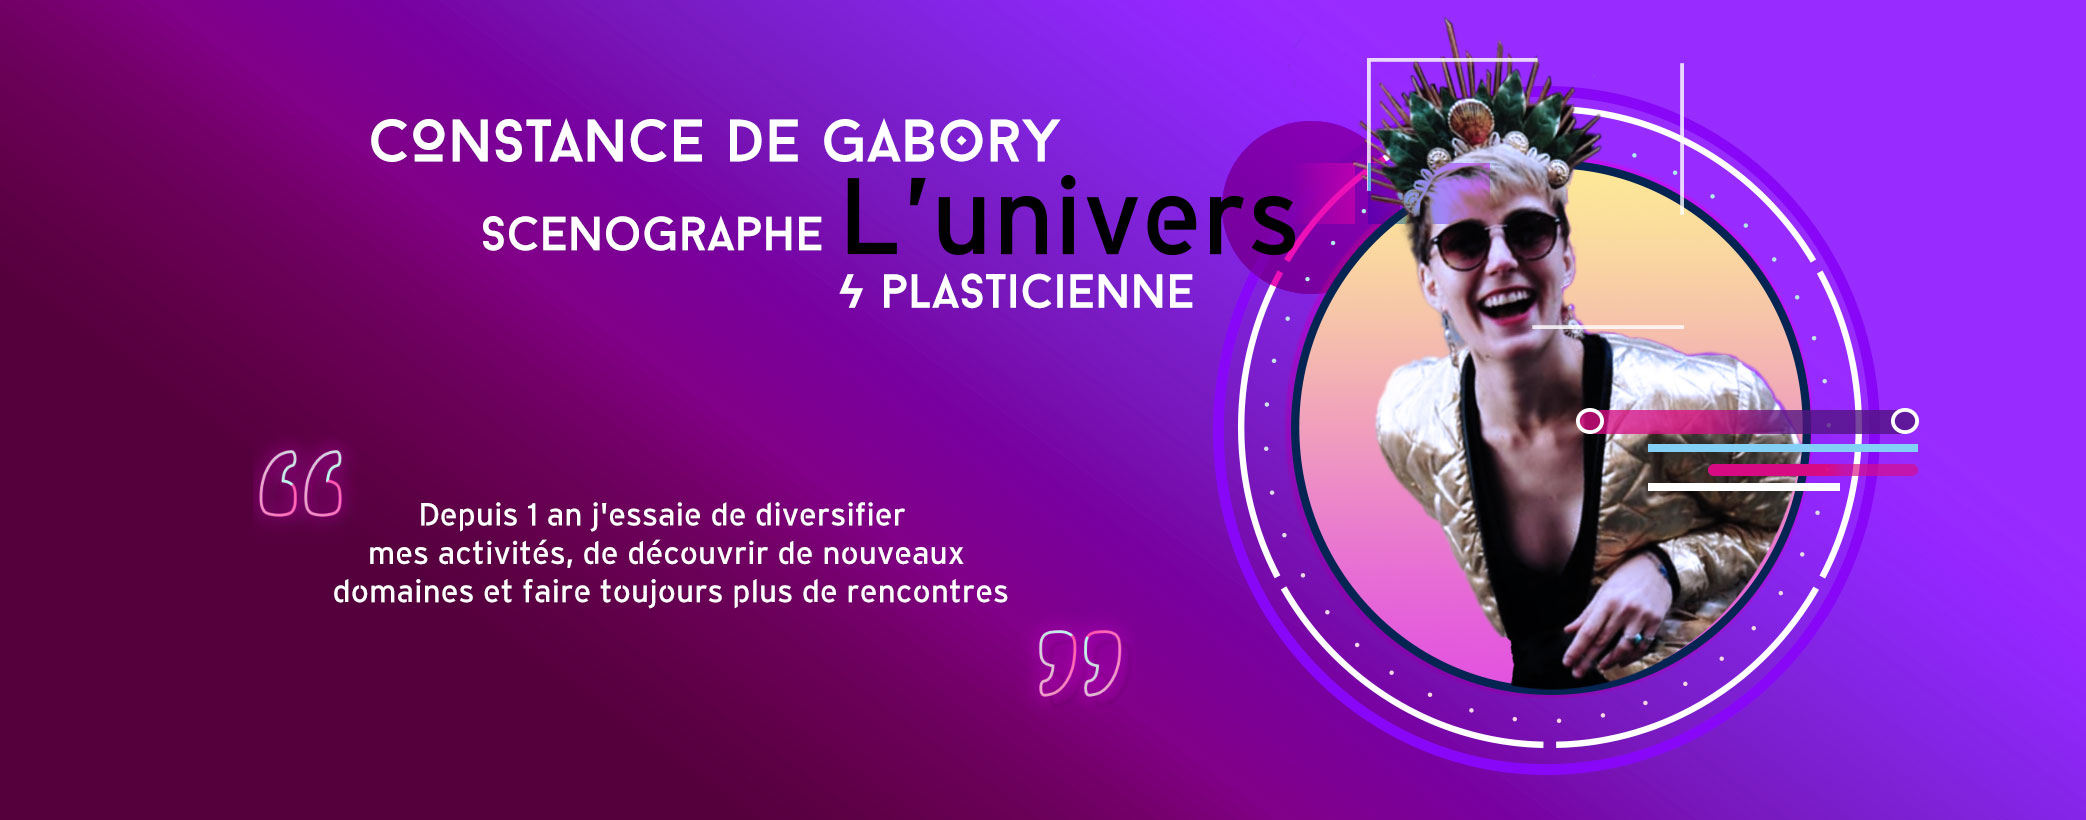 CONSTANCE DE GABORY
L'univers
SCENOGRAPHE
ϟ PLASTICIENNE
“
Depuis 1 an j'essaie de diversifier
mes activités, de découvrir de nouveaux
domaines et faire toujours plus de rencontres
”